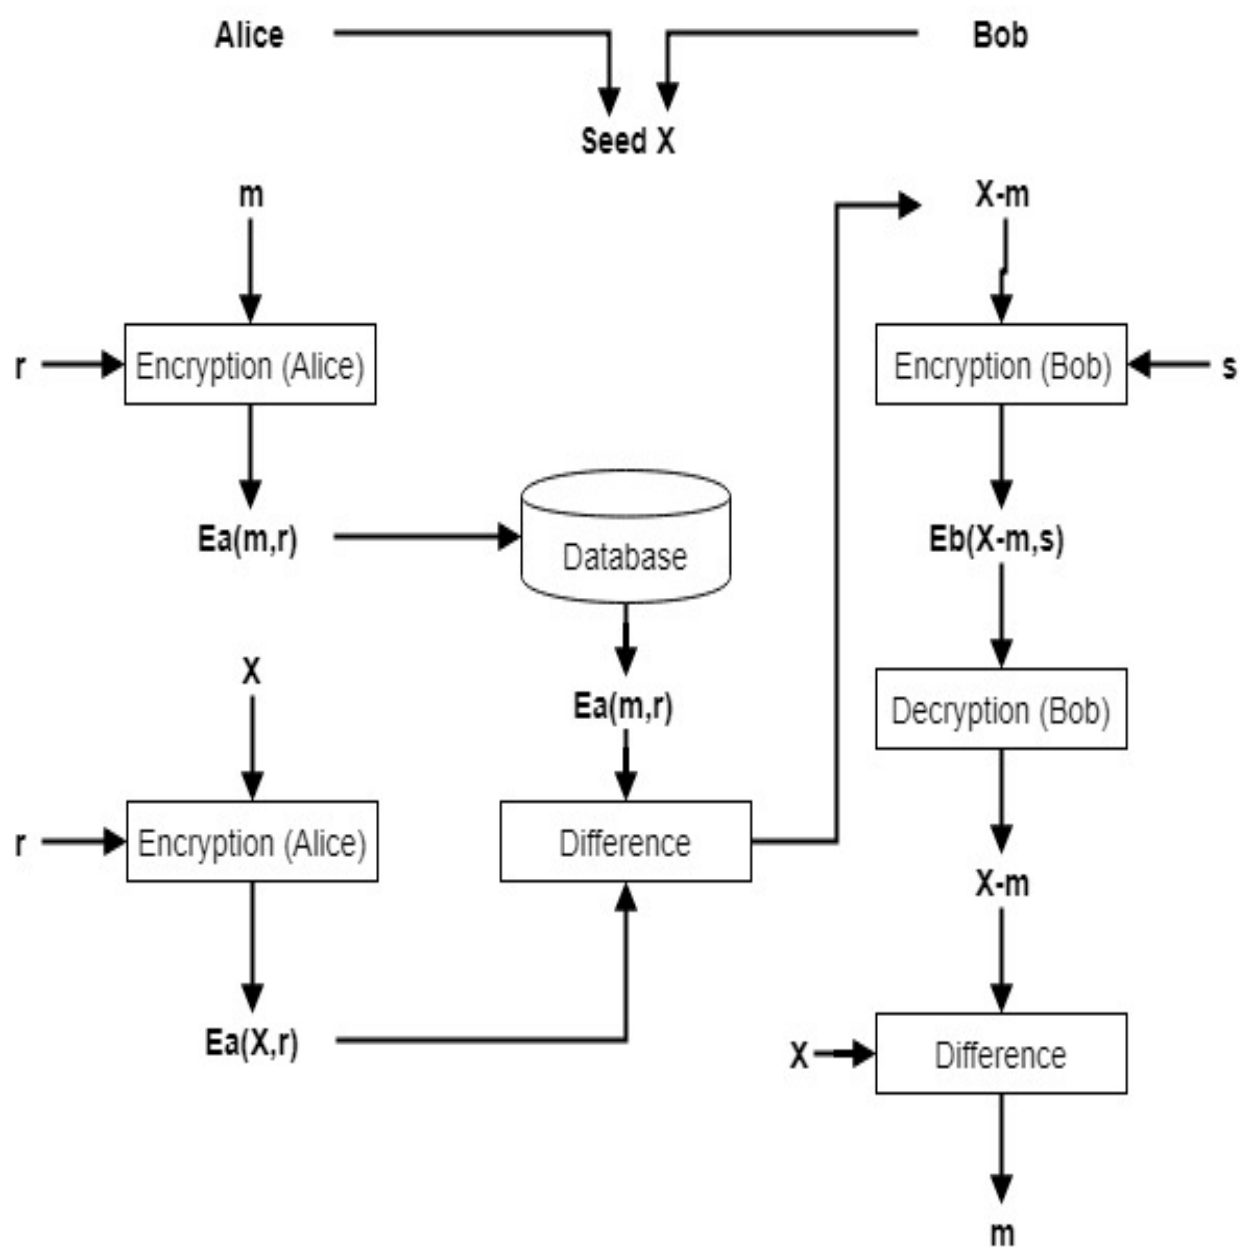 Alice
Bob
Seed X
m
X-m
r
Encryption (Alice)
Encryption (Bob)
s
Ea(m,r)
Database
Eb(X-m,s)
X
Ea(m,r)
Decryption (Bob)
r
Encryption (Alice)
Difference
X-m
Ea(X,r)
X
Difference
m